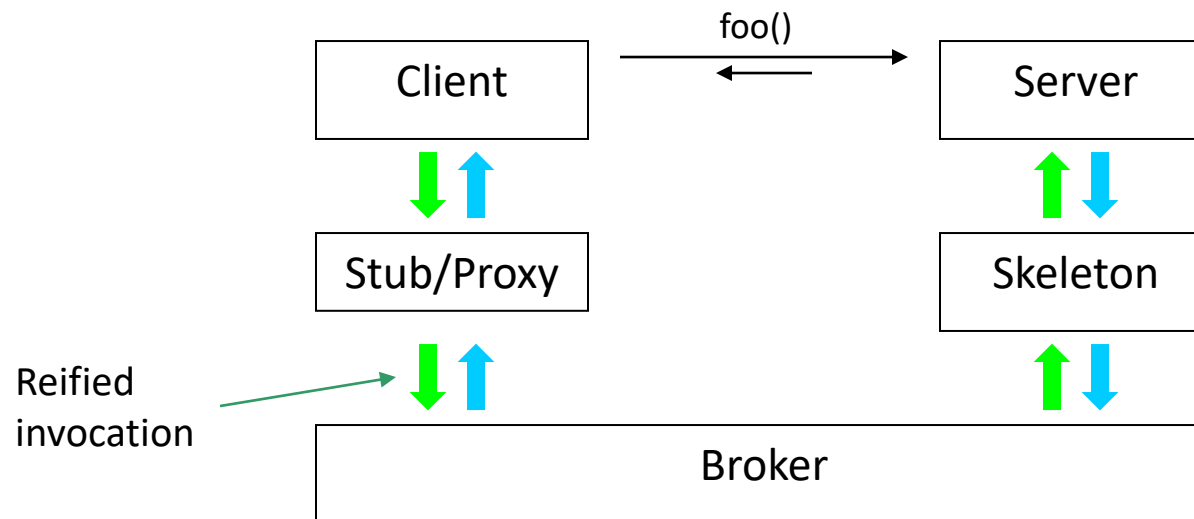 foo()
Client
Server
Stub/Proxy
Skeleton
Reified
invocation
Broker